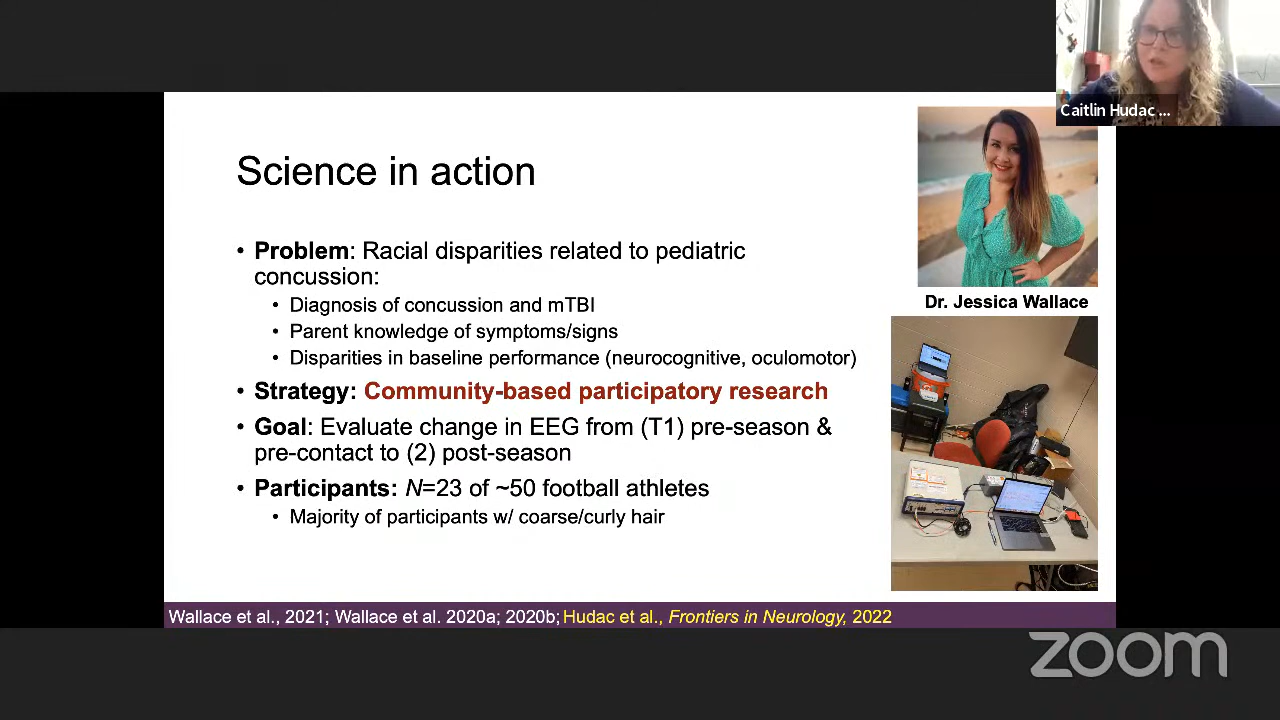 Caitlin Hudac ...
Science in action
• Problem: Racial disparities related to pediatric
concussion:
• Diagnosis of concussion and mTBI
• Parent knowledge of symptoms/signs
• Disparities in baseline performance (neurocognitive, oculomotor)
• Strategy: Community-based participatory research
• Goal: Evaluate change in EEG from (T1) pre-season &
pre-contact to (2) post-season
• Participants: N=23 of ~50 football athletes
• Majority of participants w/ coarse/curly hair
Dr. Jessica Wallace
Wallace et al., 2021; Wallace et al. 2020a; 2020b; Hudac et al., Frontiers in Neurology, 2022
zoom